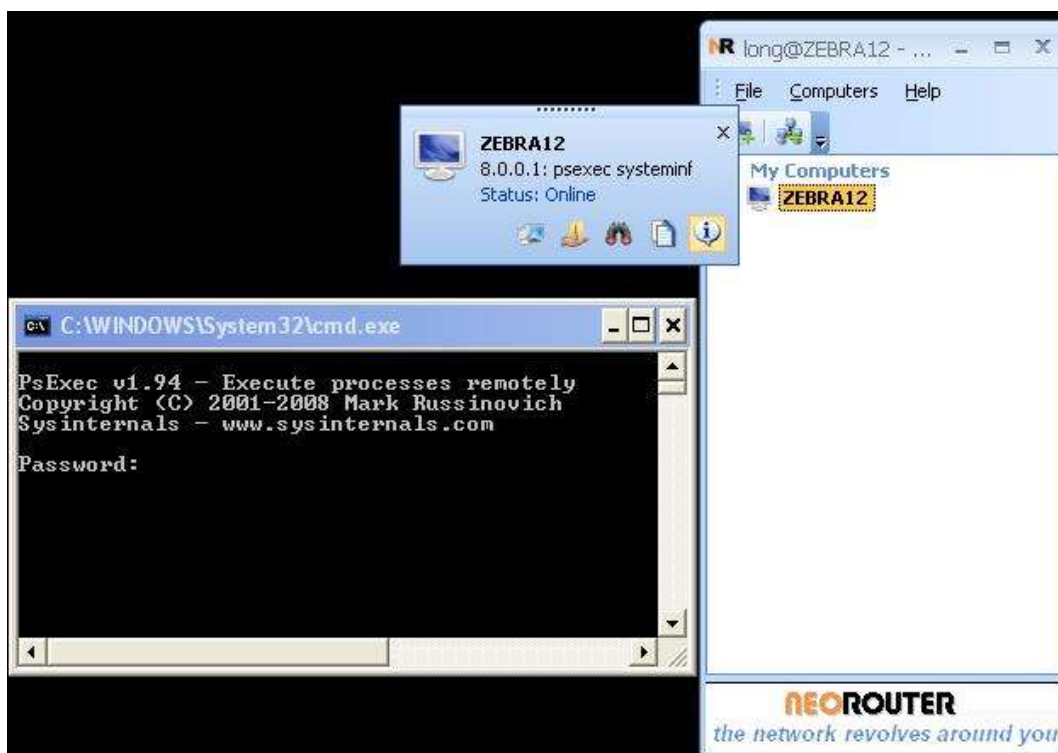 NR long@ZEBRA12 - ...
File Computers Help
ZEBRA12
8.0.0.1: psexec systeminf
Status: Online
My Computers
ZEBRA12
C:\WINDOWS\System32\cmd.exe
PsExec v1.94 - Execute processes remotely
Copyright (C) 2001-2008 Mark Russinovich
Sysinternals - www.sysinternals.com
Password:
NEOROUTER
the network revolves around you